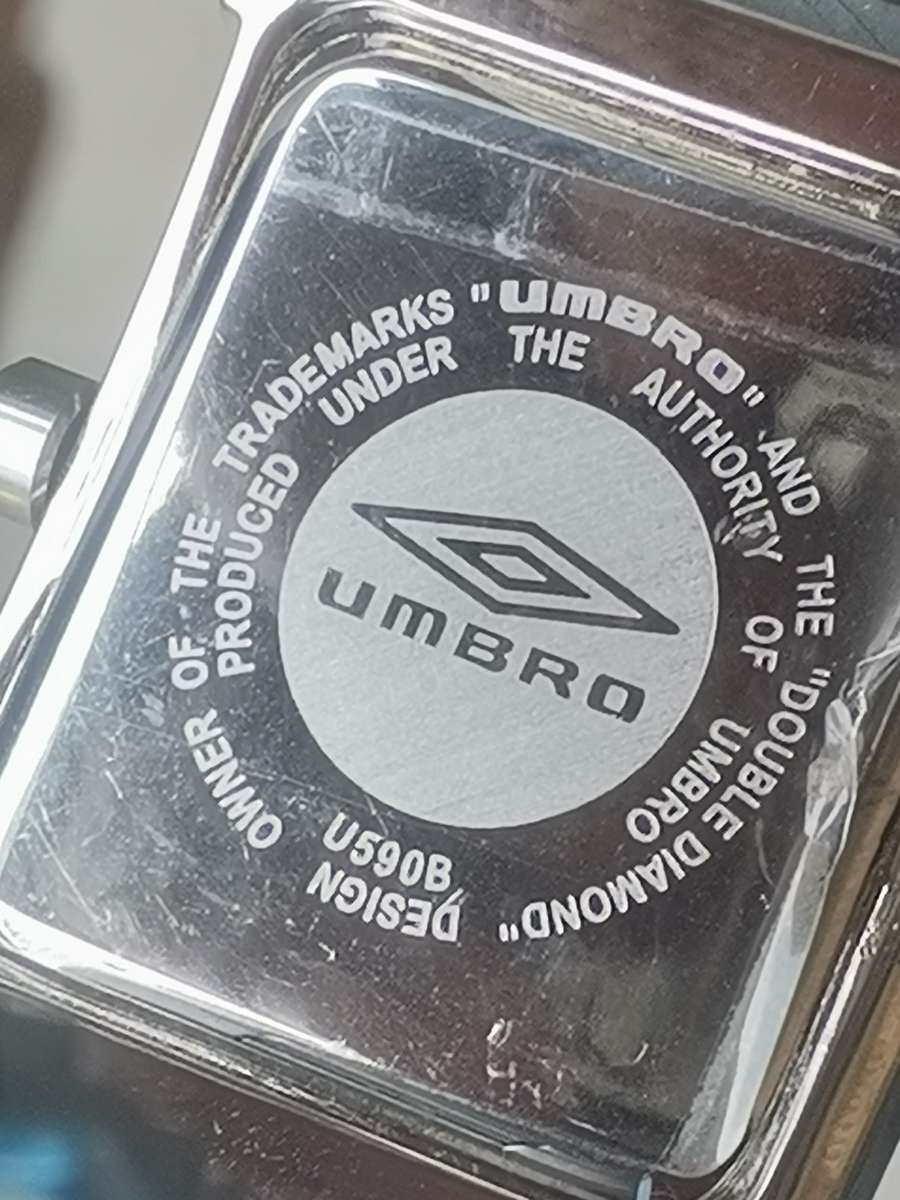 OWNER OF THE TRADEMARKS "UMBRO" AND THE "DOUBLE DIAMOND" DESIGN
PRODUCED UNDER THE AUTHORITY OF UMBRO
UMBRO
U590B